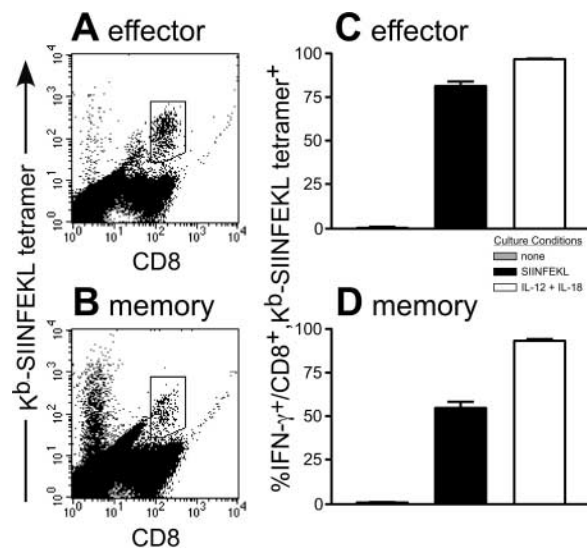 A effector
10⁴
10³
10²
10¹
10⁰
10⁰ 10¹ 10² 10³ 10⁴
CD8
B memory
10⁴
10³
10²
10¹
10⁰
10⁰ 10¹ 10² 10³ 10⁴
CD8
Kᵇ-SIINFEKL tetramer
C effector
100
75
50
25
0
Culture Conditions
none
SIINFEKL
IL-12 + IL-18
D memory
100
75
50
25
0
%IFN-γ⁺/CD8⁺,Kᵇ-SIINFEKL tetramer⁺